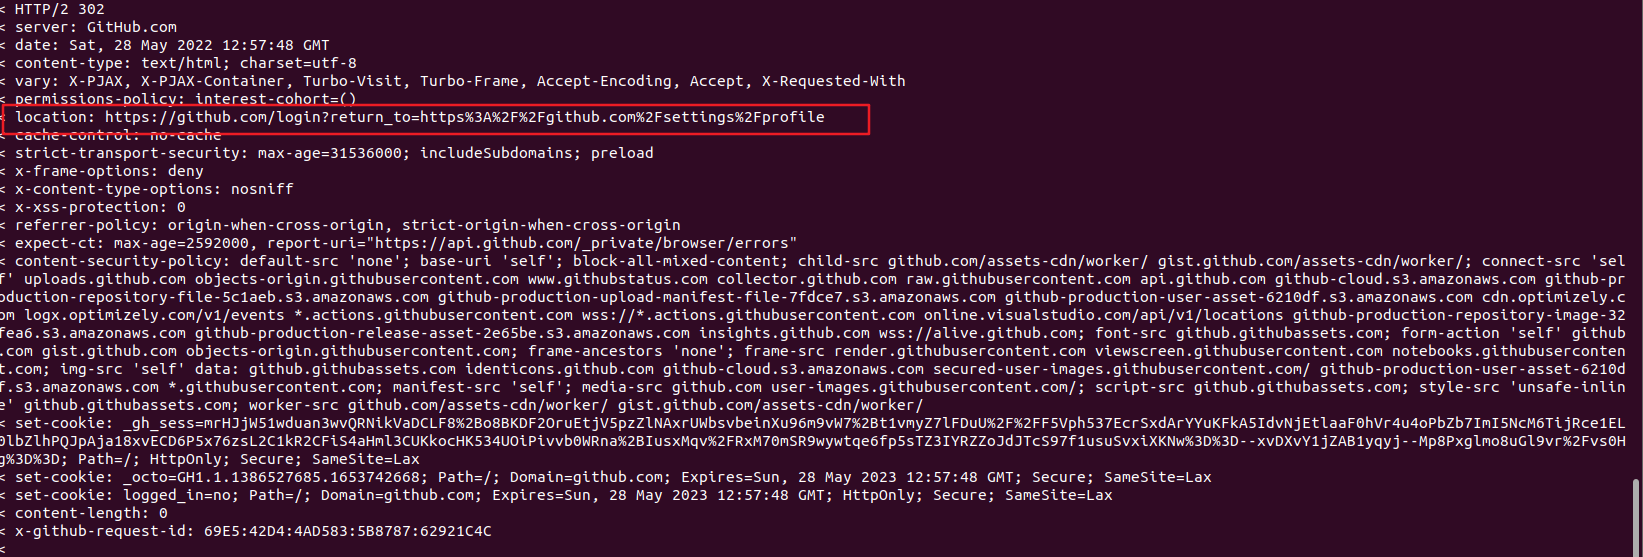 < HTTP/2 302
< server: GitHub.com
< date: Sat, 28 May 2022 12:57:48 GMT
< content-type: text/html; charset=utf-8
< vary: X-PJAX, X-PJAX-Container, Turbo-Visit, Turbo-Frame, Accept-Encoding, Accept, X-Requested-With
< permissions-policy: interest-cohort=()
< location: https://github.com/login?return_to=https%3A%2F%2Fgithub.com%2Fsettings%2Fprofile
< cache-control: no-cache
< strict-transport-security: max-age=31536000; includeSubdomains; preload
< x-frame-options: deny
< x-content-type-options: nosniff
< x-xss-protection: 0
< referrer-policy: origin-when-cross-origin, strict-origin-when-cross-origin
< expect-ct: max-age=2592000, report-uri="https://api.github.com/_private/browser/errors"
< content-security-policy: default-src 'none'; base-uri 'self'; block-all-mixed-content; child-src github.com/assets-cdn/worker/ gist.github.com/assets-cdn/worker/; connect-src 'sel
f' uploads.github.com objects-origin.githubusercontent.com www.githubstatus.com collector.github.com raw.githubusercontent.com api.github.com github-cloud.s3.amazonaws.com github-pr
oduction-repository-file-5c1aeb.s3.amazonaws.com github-production-upload-manifest-file-7fdce7.s3.amazonaws.com github-production-user-asset-6210df.s3.amazonaws.com cdn.optimizely.c
om logx.optimizely.com/v1/events *.actions.githubusercontent.com wss://*.actions.githubusercontent.com online.visualstudio.com/api/v1/locations github-production-repository-image-32
fea6.s3.amazonaws.com github-production-release-asset-2e65be.s3.amazonaws.com insights.github.com wss://alive.github.com; font-src github.githubassets.com; form-action 'self' github
.com gist.github.com objects-origin.githubusercontent.com; frame-ancestors 'none'; frame-src render.githubusercontent.com viewscreen.githubusercontent.com notebooks.githubuserconten
t.com; img-src 'self' data: github.githubassets.com identicons.github.com github-cloud.s3.amazonaws.com secured-user-images.githubusercontent.com/ github-production-user-asset-6210d
f.s3.amazonaws.com *.githubusercontent.com; manifest-src 'self'; media-src github.com user-images.githubusercontent.com/; script-src github.githubassets.com; style-src 'unsafe-inlin
e' github.githubassets.com; worker-src github.com/assets-cdn/worker/ gist.github.com/assets-cdn/worker/
< set-cookie: _gh_sess=mrHJjW51wduan3wvQRNikVaDCLF8%2Bo8BKDF2OruEtjV5pzZlNAxrUWbsvbeinXu96m9vW7%2Bt1vmyZ7lFDuU%2F%2FF5Vph537EcrSxdArYYuKFkA5IdvNjEtlaaF0hVr4u4oPbZb7ImI5NcM6TijRce1EL
0lbZlhPQJpAja18xvECD6P5x76zsL2C1kR2CFiS4aHml3CUKkocHK534UOiPivvb0WRna%2BIusxMqv%2FRxM70mSR9wywtqe6fp5sTZ3IYRZZoJdJTcS97f1usuSvxiXKNw%3D%3D--xvDXvY1jZAB1yqyj--Mp8Pxglmo8uGl9vr%2Fvs0H
g%3D%3D; Path=/; HttpOnly; Secure; SameSite=Lax
< set-cookie: _octo=GH1.1.1386527685.1653742668; Path=/; Domain=github.com; Expires=Sun, 28 May 2023 12:57:48 GMT; Secure; SameSite=Lax
< set-cookie: logged_in=no; Path=/; Domain=github.com; Expires=Sun, 28 May 2023 12:57:48 GMT; HttpOnly; Secure; SameSite=Lax
< content-length: 0
< x-github-request-id: 69E5:42D4:4AD583:5B8787:62921C4C
<